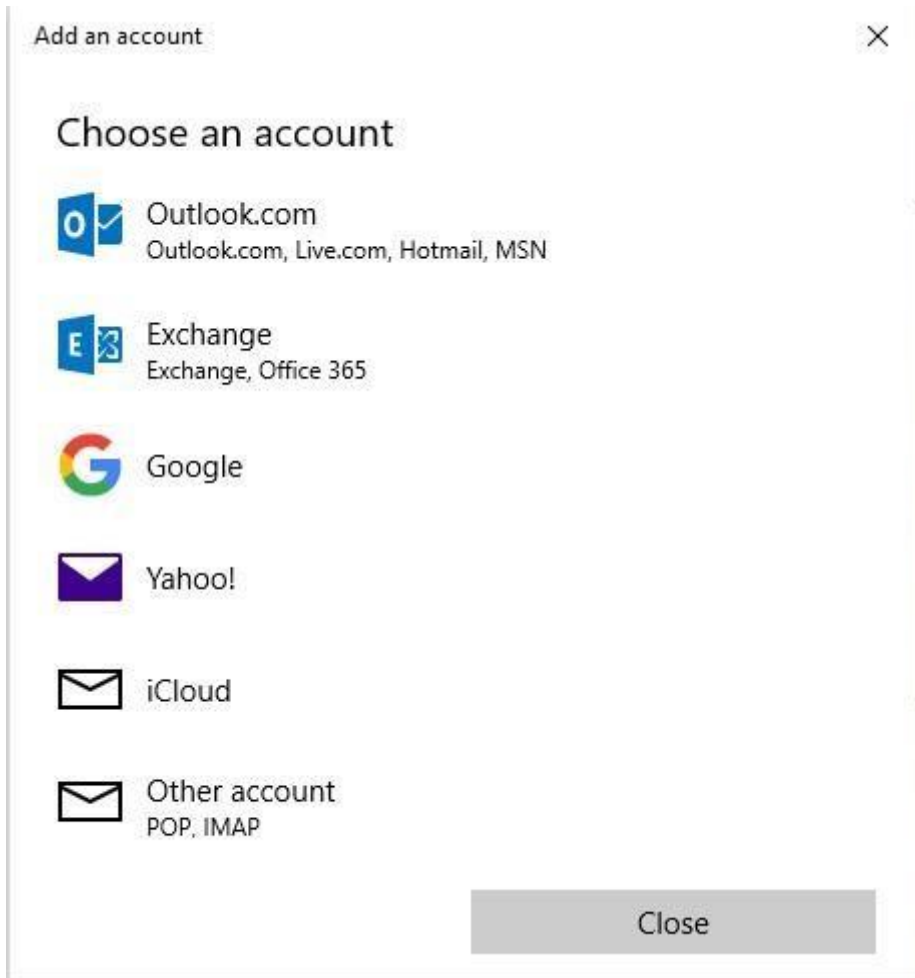 Add an account
Choose an account
Outlook.com
Outlook.com, Live.com, Hotmail, MSN
Exchange
Exchange, Office 365
Google
Yahoo!
iCloud
Other account
POP, IMAP
Close